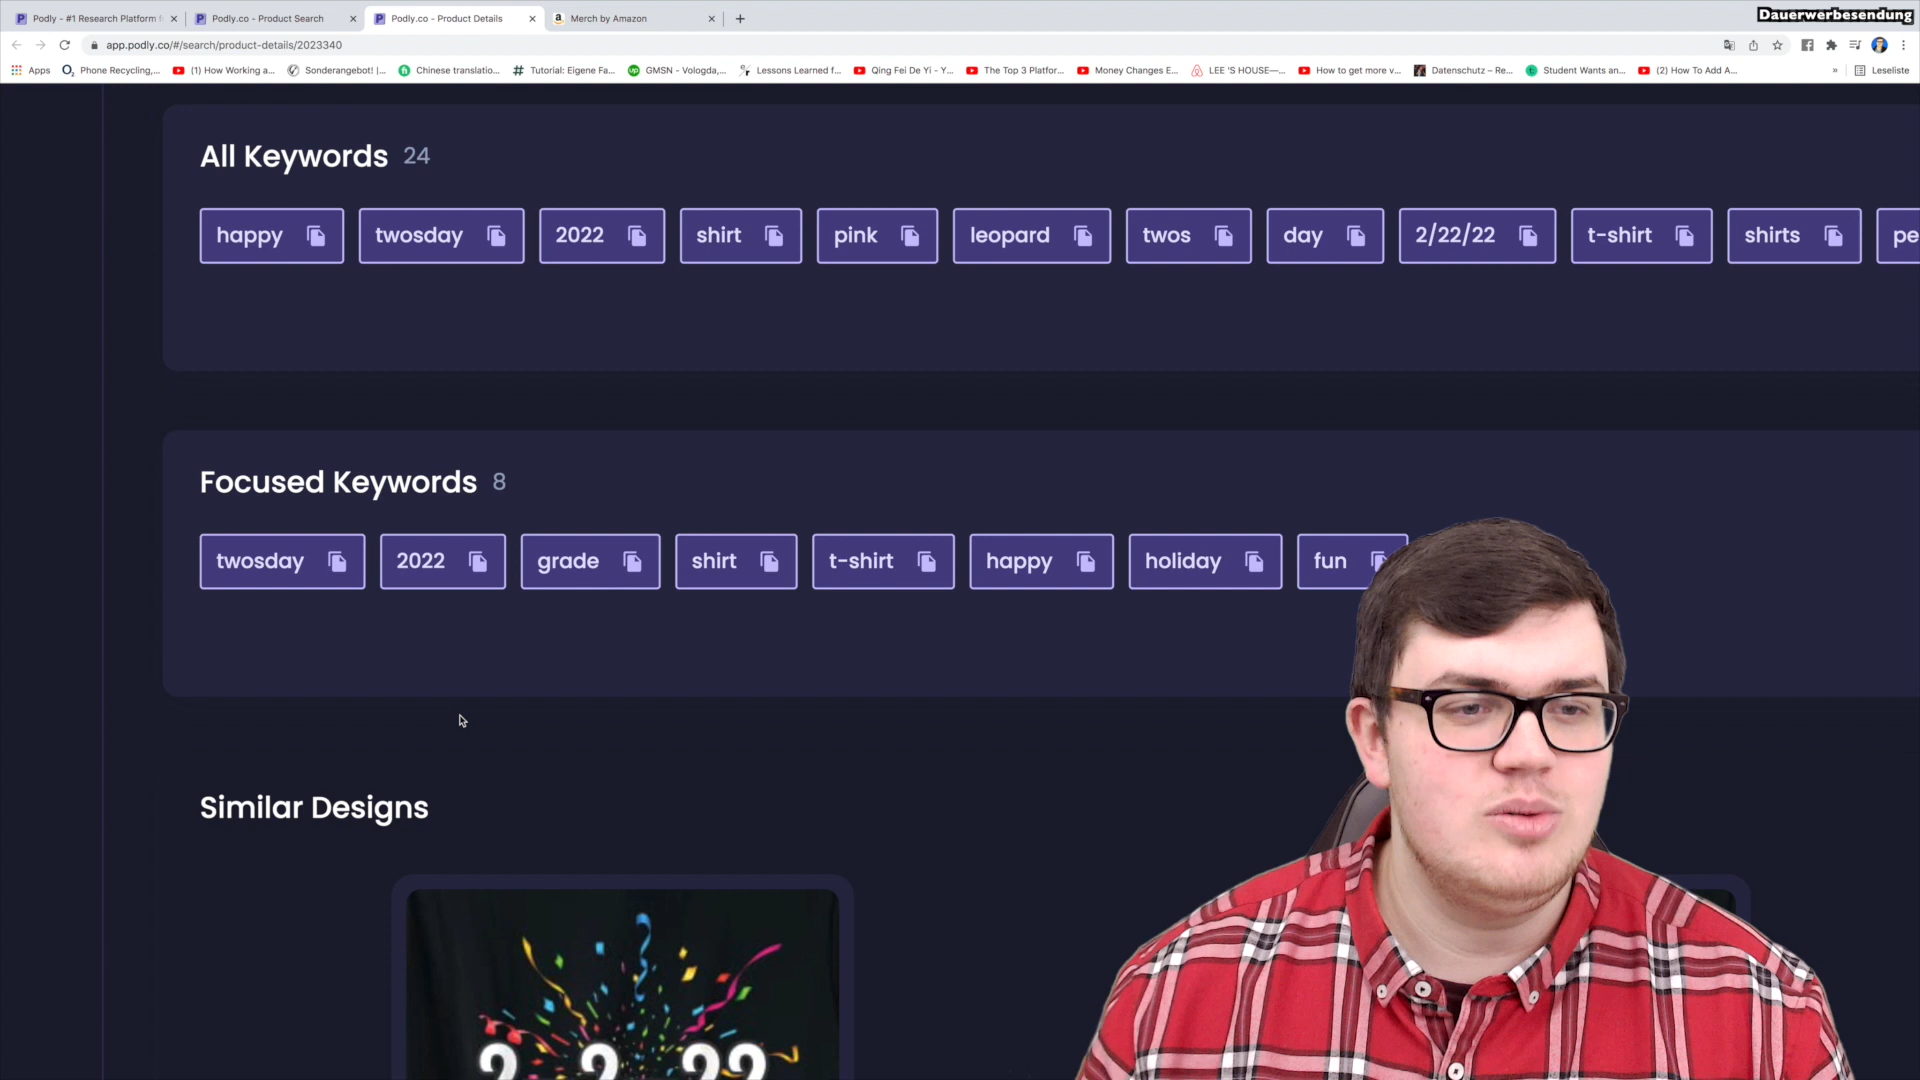 Dauerwerbesendung
Podly - #1 Research Platform f
Podly.co - Product Search
Podly.co - Product Details
Merch by Amazon
app.podly.co/#/search/product-details/2023340
Apps
Phone Recycling,...
(1) How Working a...
Sonderangebot! |...
Chinese translatio...
Tutorial: Eigene Fa...
GMSN - Vologda,...
Lessons Learned f...
Qing Fei De Yi - Y...
The Top 3 Platfor...
Money Changes E...
LEE 'S HOUSE—...
How to get more v...
Datenschutz – Re...
Student Wants an...
(2) How To Add A...
»
Leseliste
All Keywords 24
happy twosday 2022 shirt pink leopard twos day 2/22/22 t-shirt shirts pe
Focused Keywords 8
twosday 2022 grade shirt t-shirt happy holiday fun
Similar Designs
2 2 22